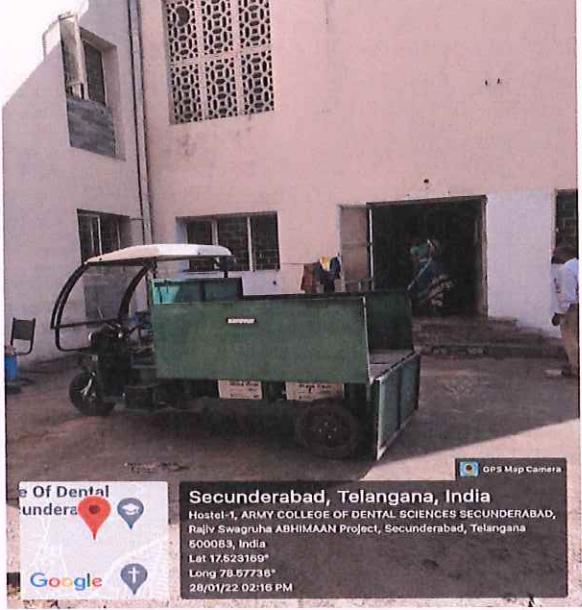 GPS Map Camera
e Of Dental
undera
Google
Secunderabad, Telangana, India
Hostel-1, ARMY COLLEGE OF DENTAL SCIENCES SECUNDERABAD,
Rajiv Swagruha ABHIMAAN Project, Secunderabad, Telangana
500083, India
Lat 17.523169°
Long 78.57736°
28/01/22 02:16 PM